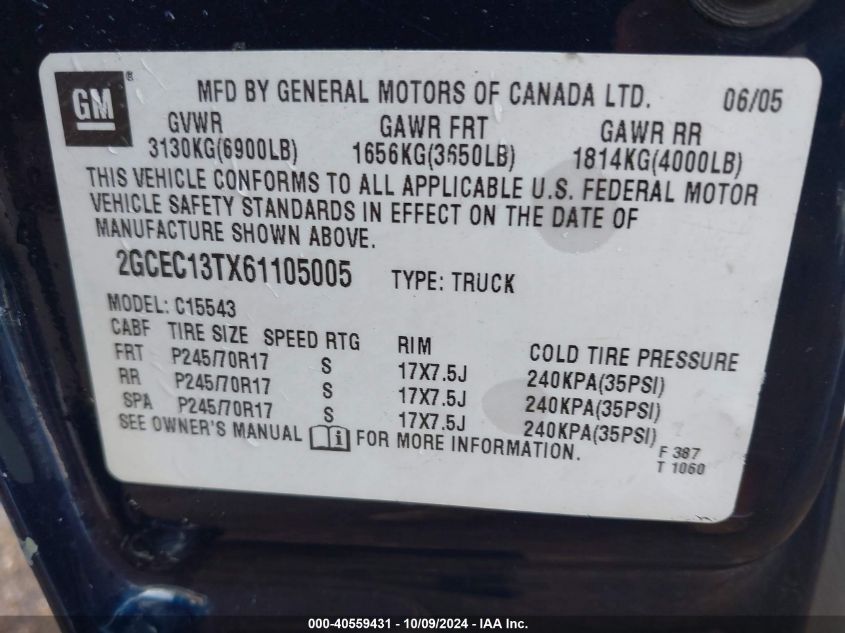 GM®
MFD BY GENERAL MOTORS OF CANADA LTD. 06/05
GVWR GAWR FRT GAWR RR
3130KG(6900LB) 1656KG(3650LB) 1814KG(4000LB)
THIS VEHICLE CONFORMS TO ALL APPLICABLE U.S. FEDERAL MOTOR
VEHICLE SAFETY STANDARDS IN EFFECT ON THE DATE OF
MANUFACTURE SHOWN ABOVE.
2GCEC13TX61105005 TYPE: TRUCK
MODEL: C15543
CABF TIRE SIZE SPEED RTG RIM COLD TIRE PRESSURE
FRT P245/70R17 S 17X7.5J 240KPA(35PSI)
RR P245/70R17 S 17X7.5J 240KPA(35PSI)
SPA P245/70R17 S 17X7.5J 240KPA(35PSI)
SEE OWNER'S MANUAL i FOR MORE INFORMATION.
F 387
T 1060
000-40559431 - 10/09/2024 - IAA Inc.